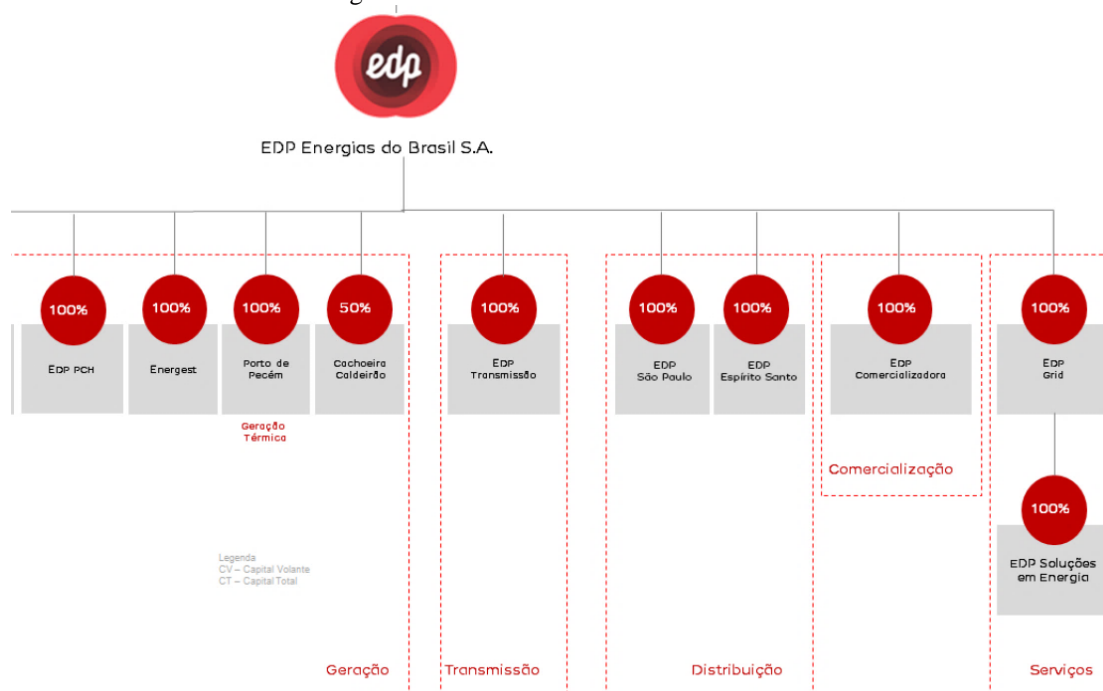 edp
EDP Energias do Brasil S.A.
100%
100%
100%
50%
100%
100%
100%
100%
100%
EDP PCH
Energest
Porto de
Pecém
Cachoeira
Caldeirão
EDP
Transmissão
EDP
São Paulo
EDP
Espírito Santo
EDP
Comercializadora
EDP
Grid
Geração
Térmica
Comercialização
100%
Legenda
CV – Capital Volante
CT – Capital Total
EDP Soluções
em Energia
Geração
Transmissão
Distribuição
Serviços